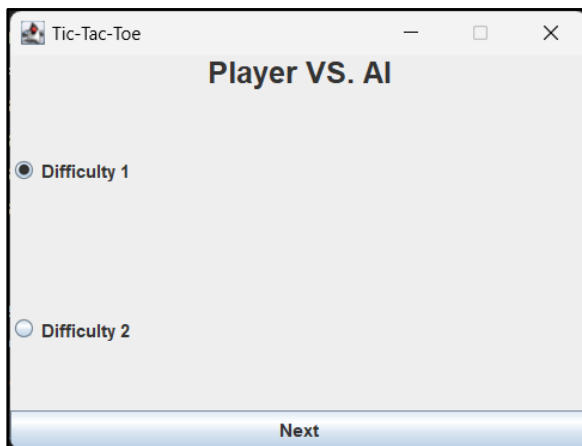 Tic-Tac-Toe
Player VS. AI
Difficulty 1
Difficulty 2
Next